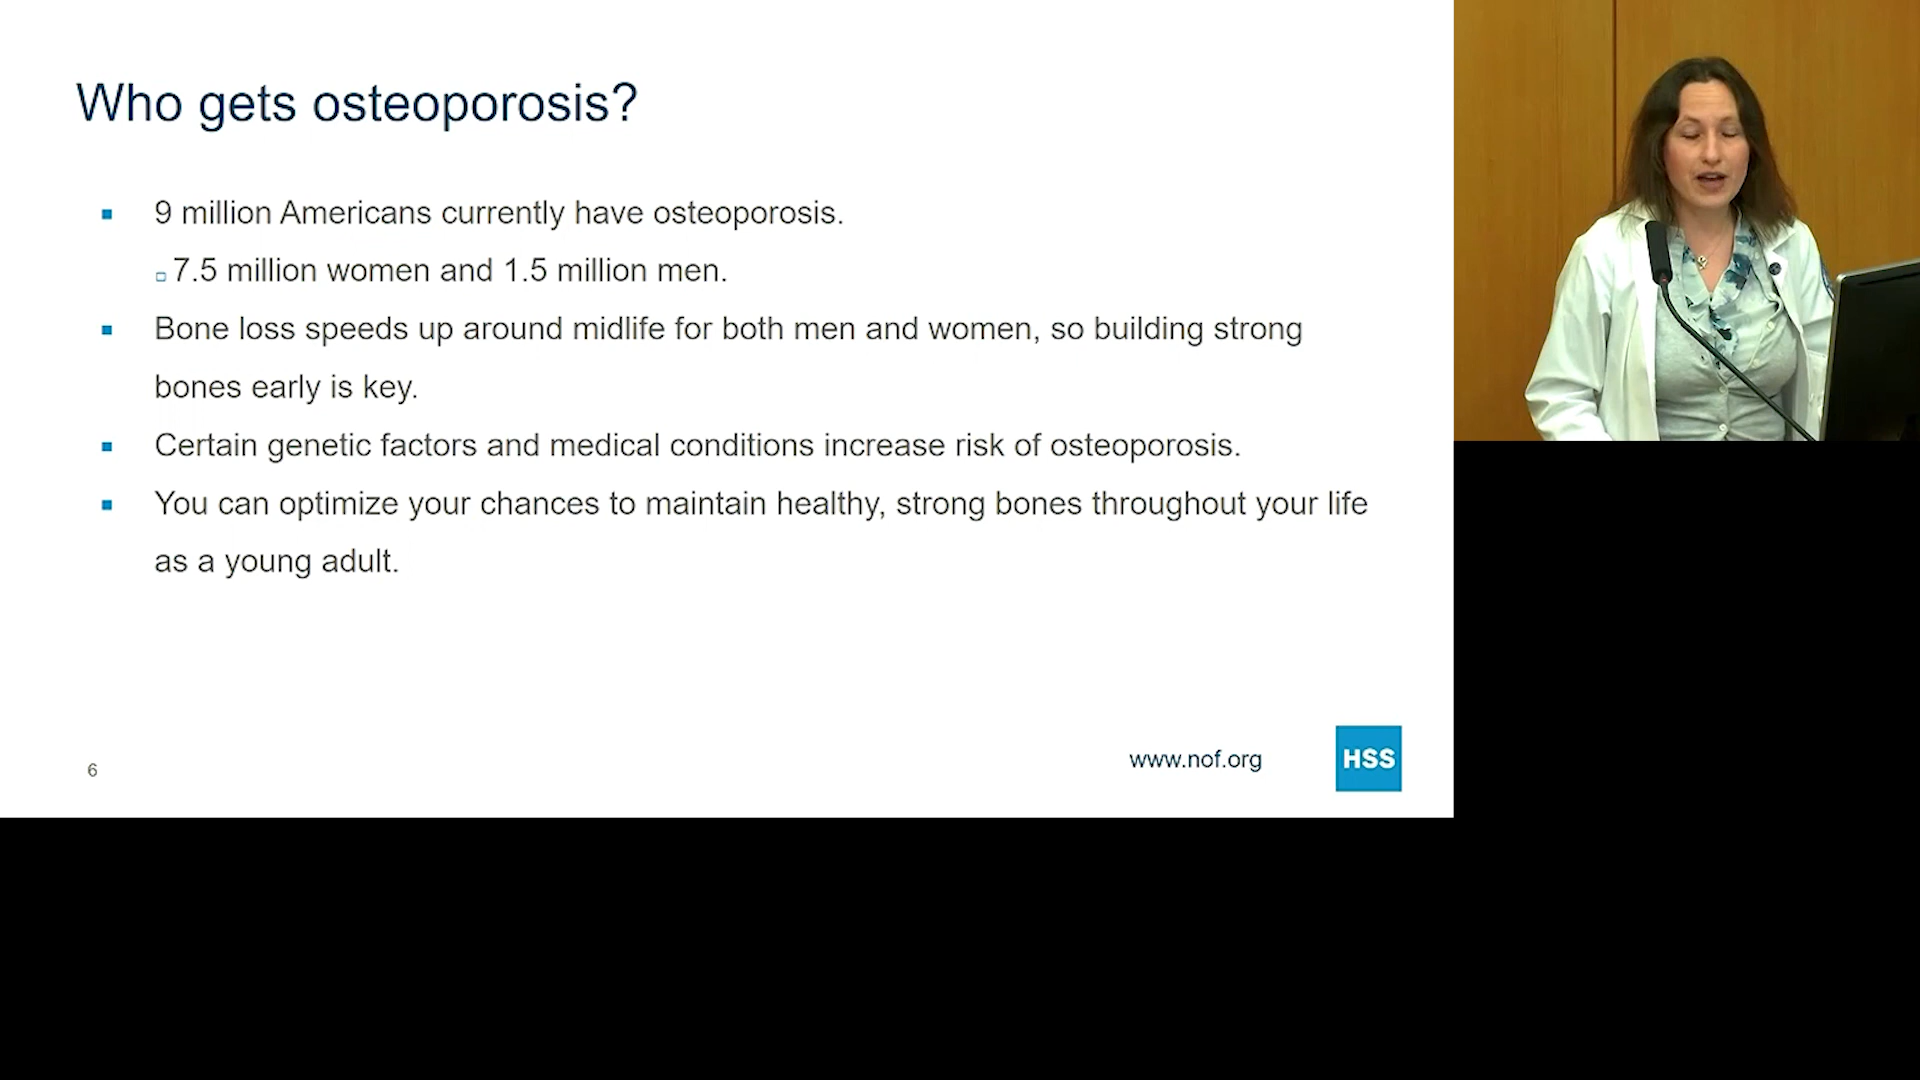 Who gets osteoporosis?
9 million Americans currently have osteoporosis.
7.5 million women and 1.5 million men.
Bone loss speeds up around midlife for both men and women, so building strong
bones early is key.
Certain genetic factors and medical conditions increase risk of osteoporosis.
You can optimize your chances to maintain healthy, strong bones throughout your life
as a young adult.
6
www.nof.org
HSS